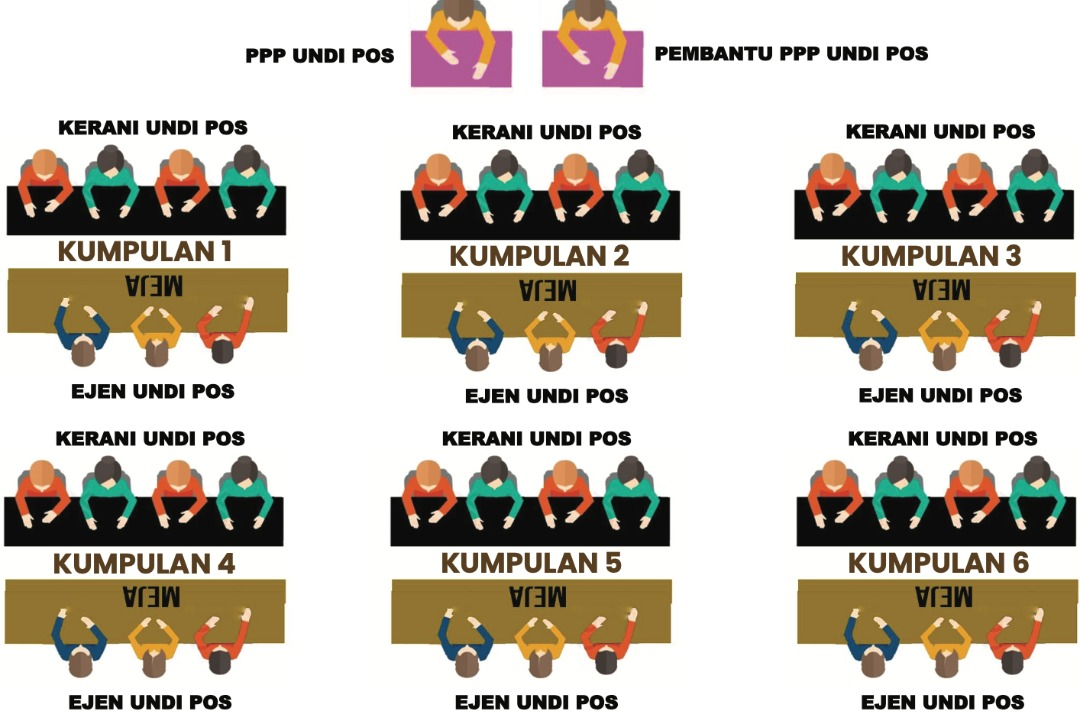 PPP UNDI POS
PEMBANTU PPP UNDI POS
KERANI UNDI POS
KERANI UNDI POS
KERANI UNDI POS
KUMPULAN 1
KUMPULAN 2
KUMPULAN 3
MEJA
MEJA
MEJA
EJEN UNDI POS
EJEN UNDI POS
EJEN UNDI POS
KERANI UNDI POS
KERANI UNDI POS
KERANI UNDI POS
KUMPULAN 4
KUMPULAN 5
KUMPULAN 6
MEJA
MEJA
MEJA
EJEN UNDI POS
EJEN UNDI POS
EJEN UNDI POS